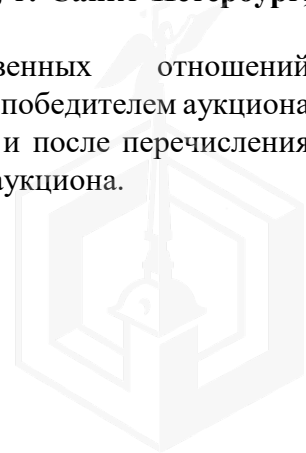 г. Санкт-Петербург,
венных отношений
победителем аукциона
и после перечисления
аукциона.